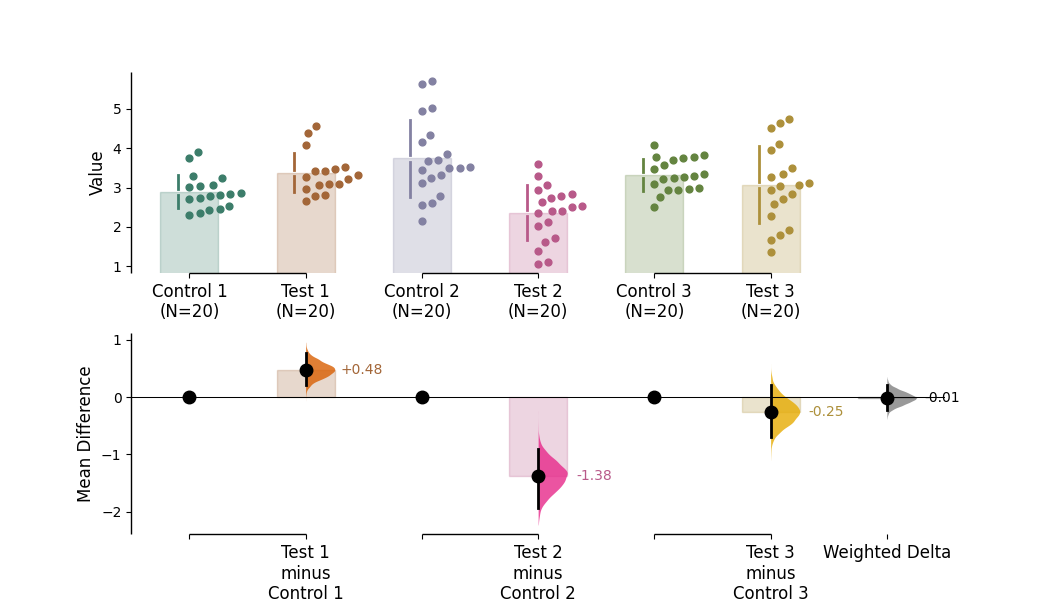 Value
5
4
3
2
1
Control 1
(N=20)
Test 1
(N=20)
Control 2
(N=20)
Test 2
(N=20)
Control 3
(N=20)
Test 3
(N=20)
Mean Difference
1
0
−1
−2
+0.48
-1.38
-0.25
-0.01
Test 1
minus
Control 1
Test 2
minus
Control 2
Test 3
minus
Control 3
Weighted Delta